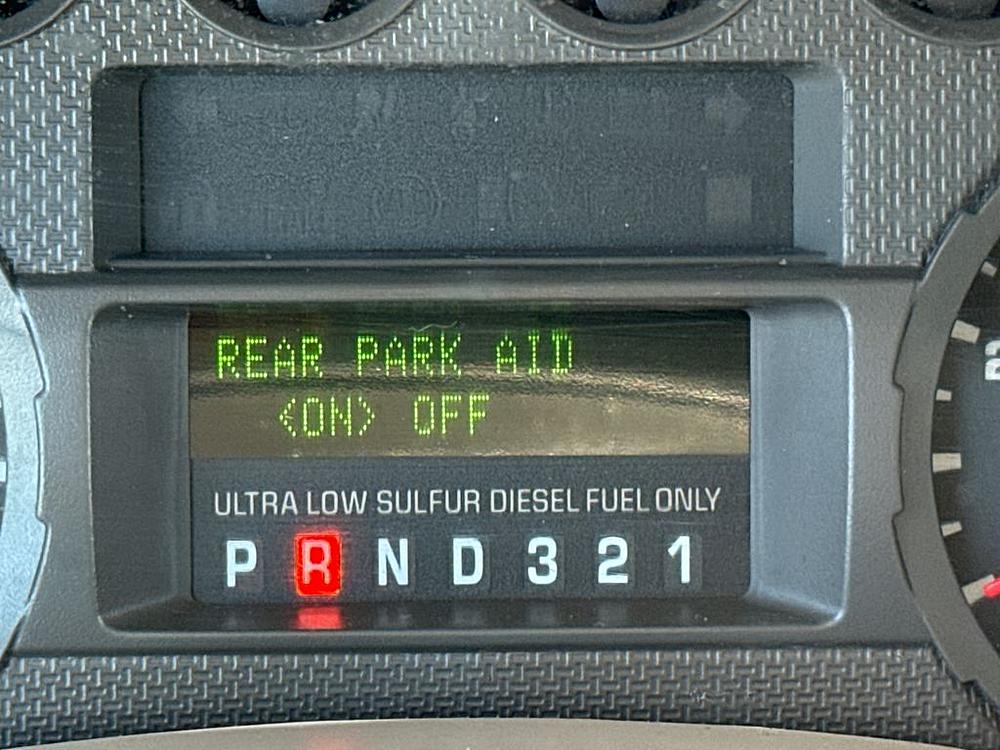 REAR PARK AID
<ON> OFF
ULTRA LOW SULFUR DIESEL FUEL ONLY
P R N D 3 2 1